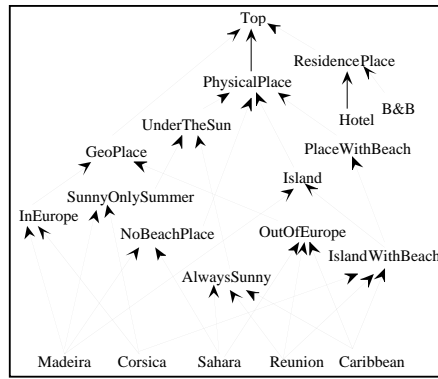 Top
ResidencePlace
PhysicalPlace
B&B
Hotel
UnderTheSun
GeoPlace
PlaceWithBeach
Island
SunnyOnlySummer
InEurope
NoBeachPlace
OutOfEurope
IslandWithBeach
AlwaysSunny
Madeira Corsica Sahara Reunion Caribbean